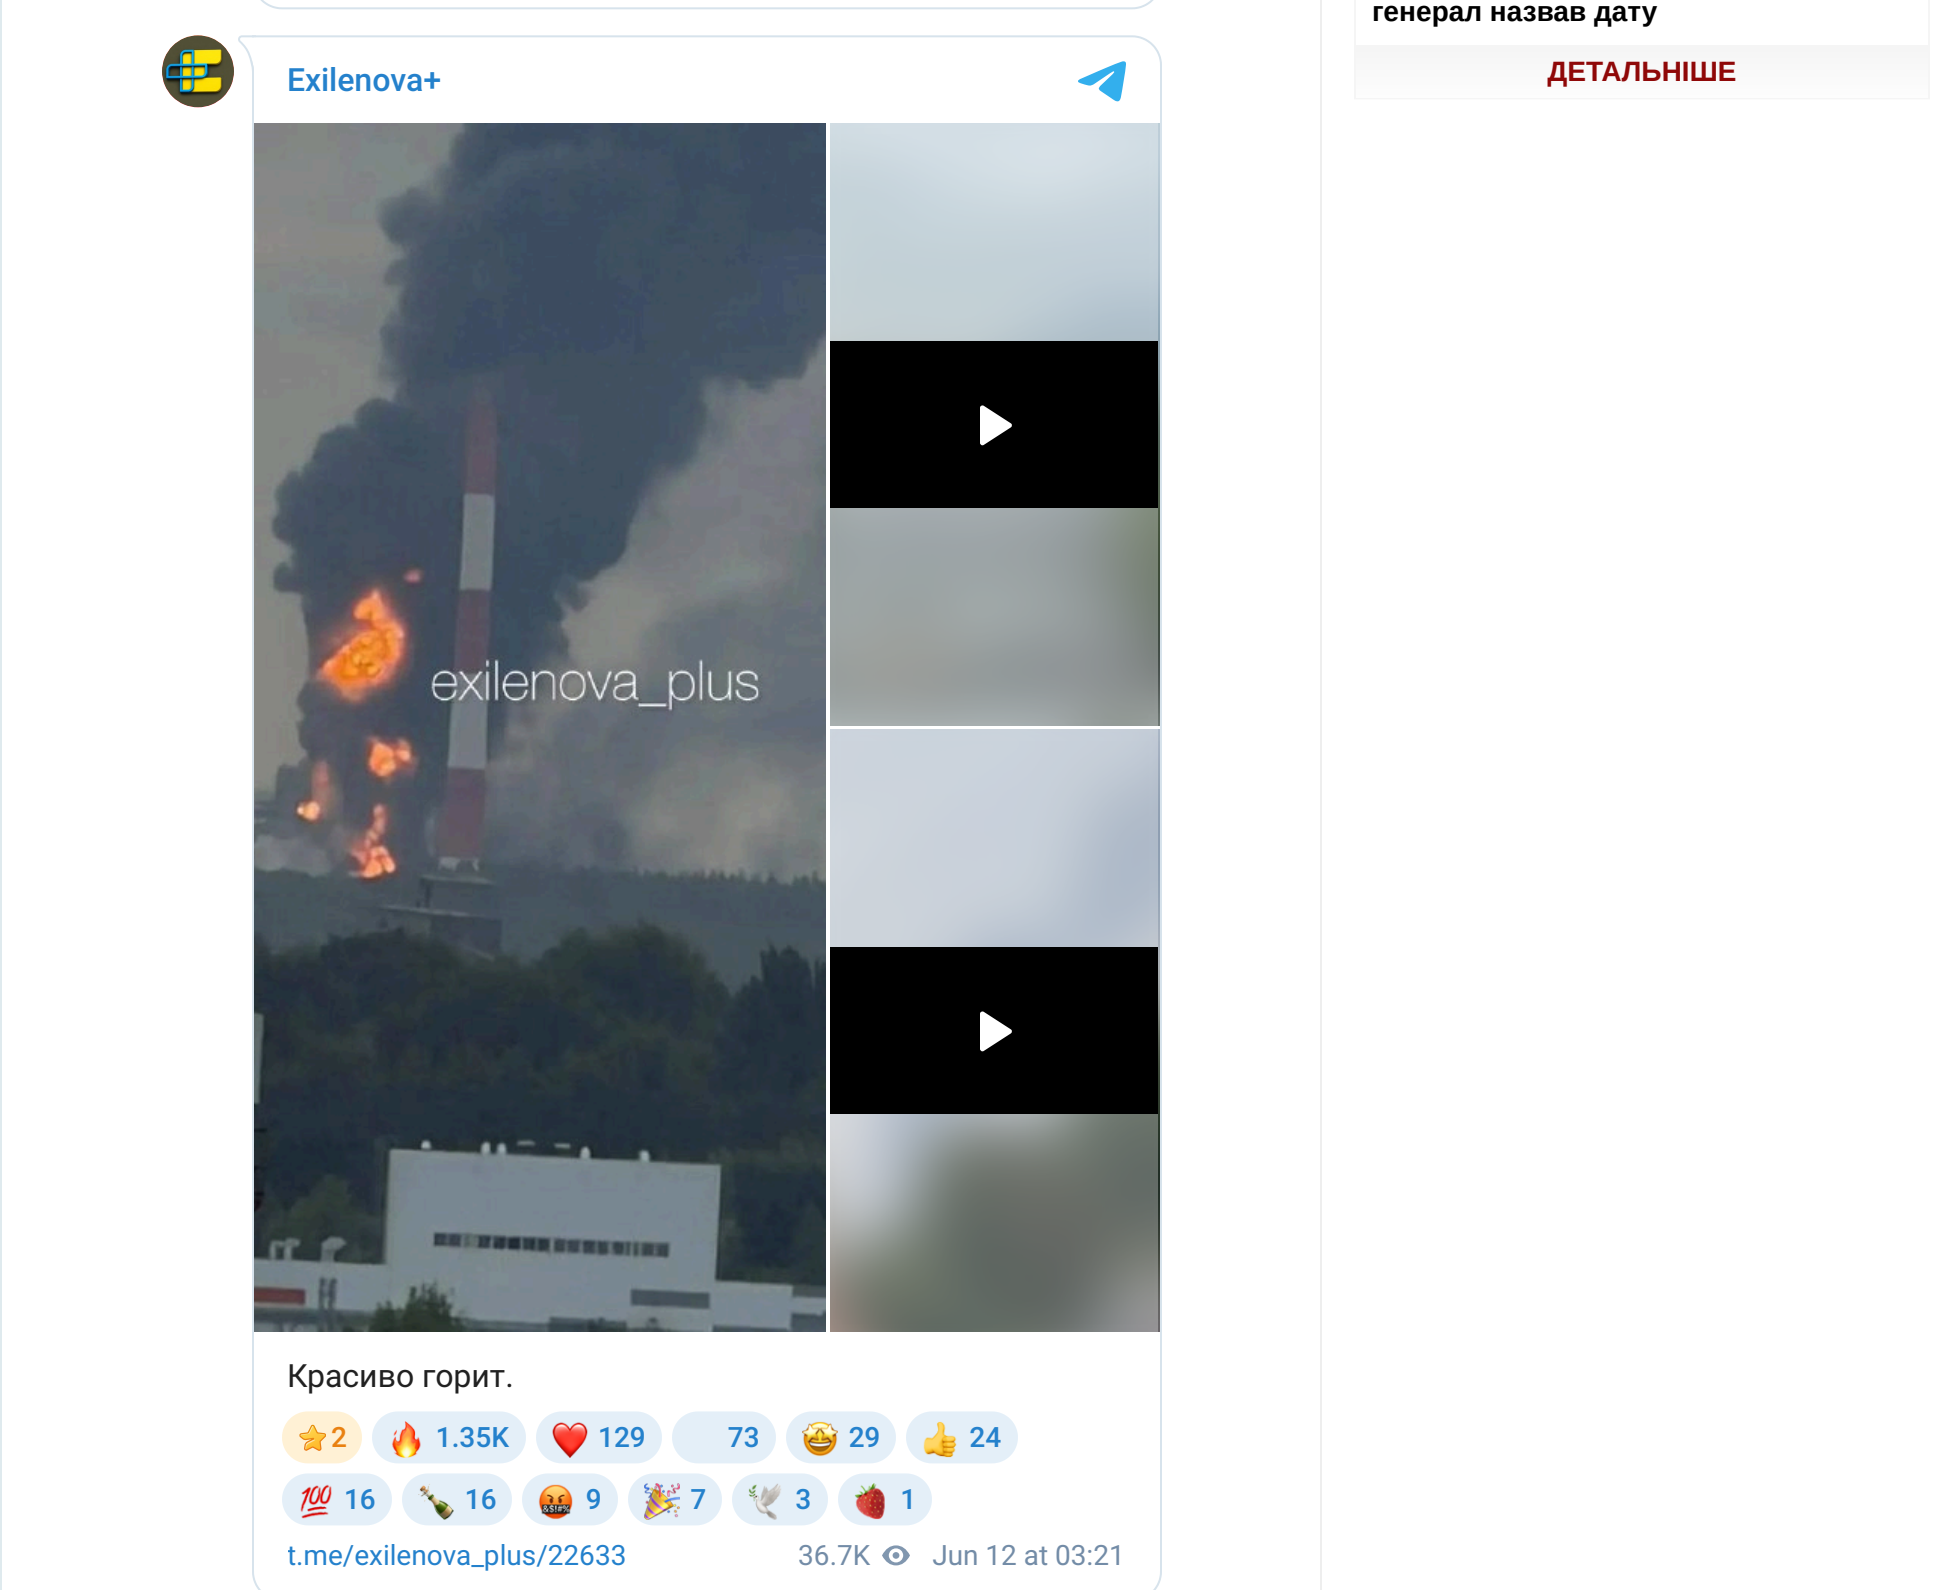 генерал назвав дату
ДЕТАЛЬНІШЕ
Exilenova+
exilenova_plus
Красиво горит.
2 1.35K 129 73 29 24
100 16 16 &$!#% 9 7 3 1
t.me/exilenova_plus/22633 36.7K Jun 12 at 03:21